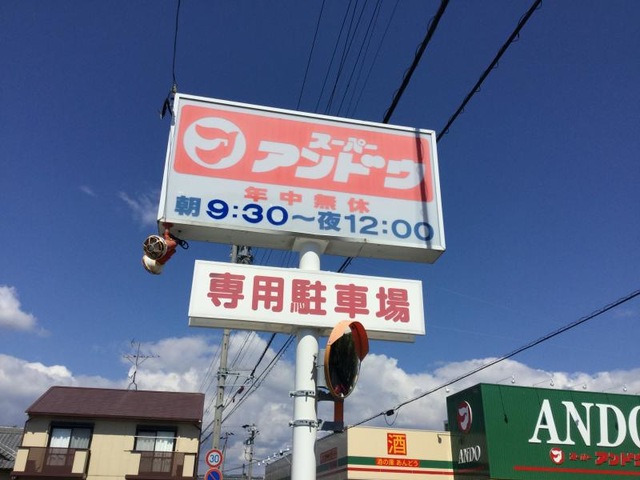 スーパー
アンドウ
年中無休
朝9:30～夜12:00
専用駐車場
30
酒
酒の庫 あんどう
ANDO
ANDO
スーパー アンドウ